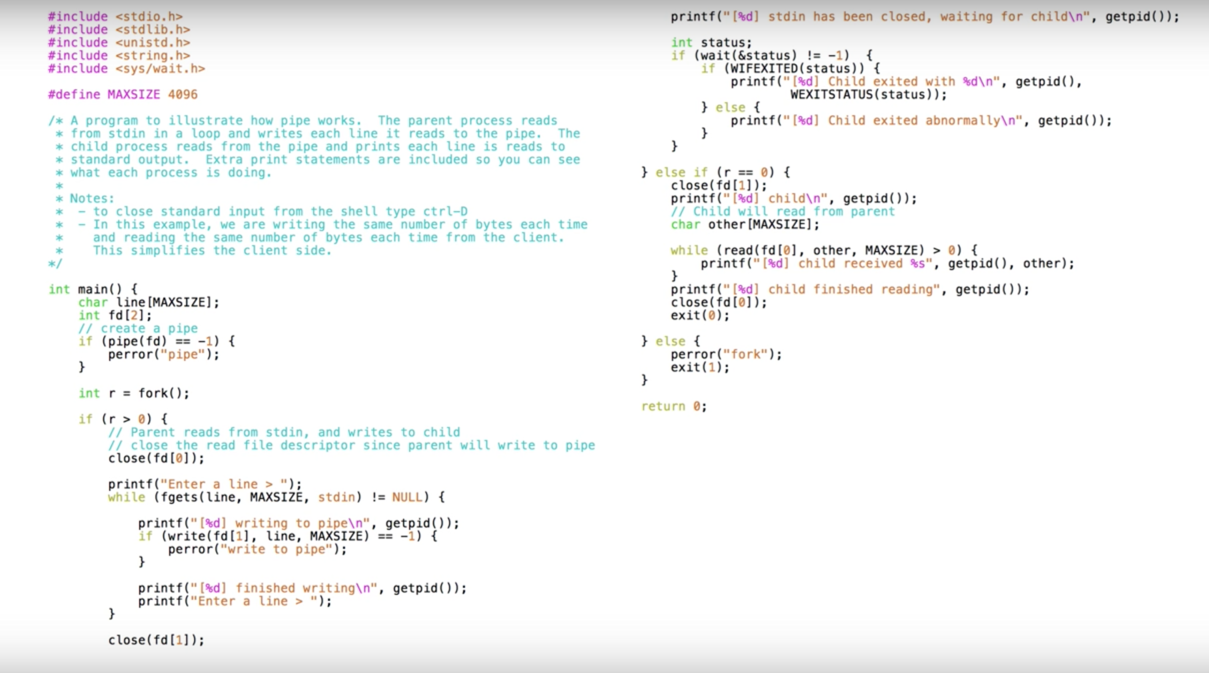 #include <stdio.h>
#include <stdlib.h>
#include <unistd.h>
#include <string.h>
#include <sys/wait.h>
#define MAXSIZE 4096
/* A program to illustrate how pipe works.  The parent process reads
 * from stdin in a loop and writes each line it reads to the pipe.  The
 * child process reads from the pipe and prints each line is reads to
 * standard output.  Extra print statements are included so you can see
 * what each process is doing.
 *
 * Notes:
 *  - to close standard input from the shell type ctrl-D
 *  - In this example, we are writing the same number of bytes each time
 *    and reading the same number of bytes each time from the client.
 *    This simplifies the client side.
*/
int main() {
    char line[MAXSIZE];
    int fd[2];
    // create a pipe
    if (pipe(fd) == -1) {
        perror("pipe");
    }
    int r = fork();
    if (r > 0) {
        // Parent reads from stdin, and writes to child
        // close the read file descriptor since parent will write to pipe
        close(fd[0]);
        printf("Enter a line > ");
        while (fgets(line, MAXSIZE, stdin) != NULL) {
            printf("[%d] writing to pipe\n", getpid());
            if (write(fd[1], line, MAXSIZE) == -1) {
                perror("write to pipe");
            }
            printf("[%d] finished writing\n", getpid());
            printf("Enter a line > ");
        }
        close(fd[1]);
        printf("[%d] stdin has been closed, waiting for child\n", getpid());
        int status;
        if (wait(&status) != -1)  {
            if (WIFEXITED(status)) {
                printf("[%d] Child exited with %d\n", getpid(),
                        WEXITSTATUS(status));
            } else {
                printf("[%d] Child exited abnormally\n", getpid());
            }
        }
    } else if (r == 0) {
        close(fd[1]);
        printf("[%d] child\n", getpid());
        // Child will read from parent
        char other[MAXSIZE];
        while (read(fd[0], other, MAXSIZE) > 0) {
            printf("[%d] child received %s", getpid(), other);
        }
        printf("[%d] child finished reading", getpid());
        close(fd[0]);
        exit(0);
    } else {
        perror("fork");
        exit(1);
    }
    return 0;